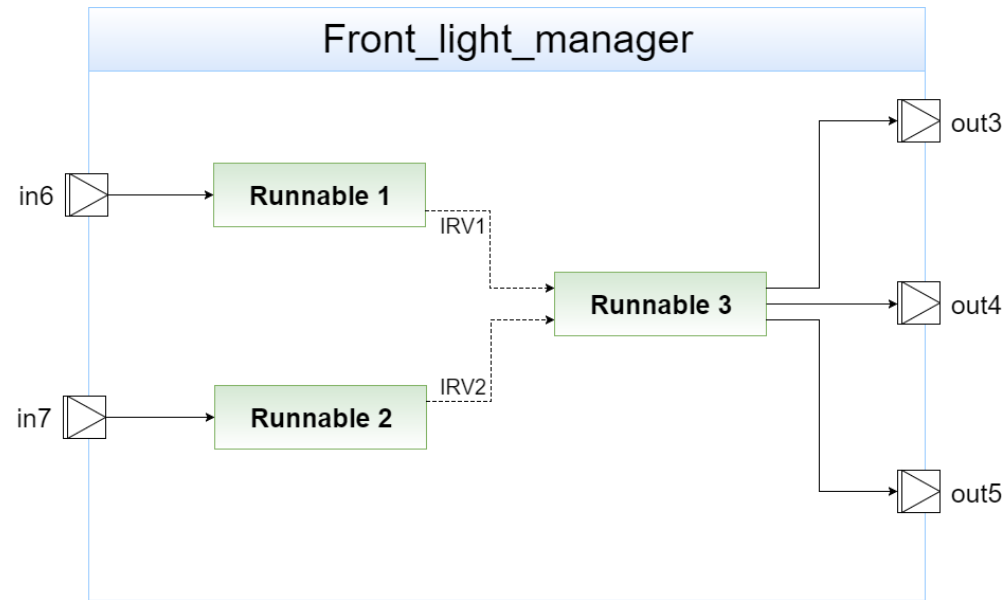 Front_light_manager
out3
in6
Runnable 1
IRV1
Runnable 3
out4
IRV2
in7
Runnable 2
out5